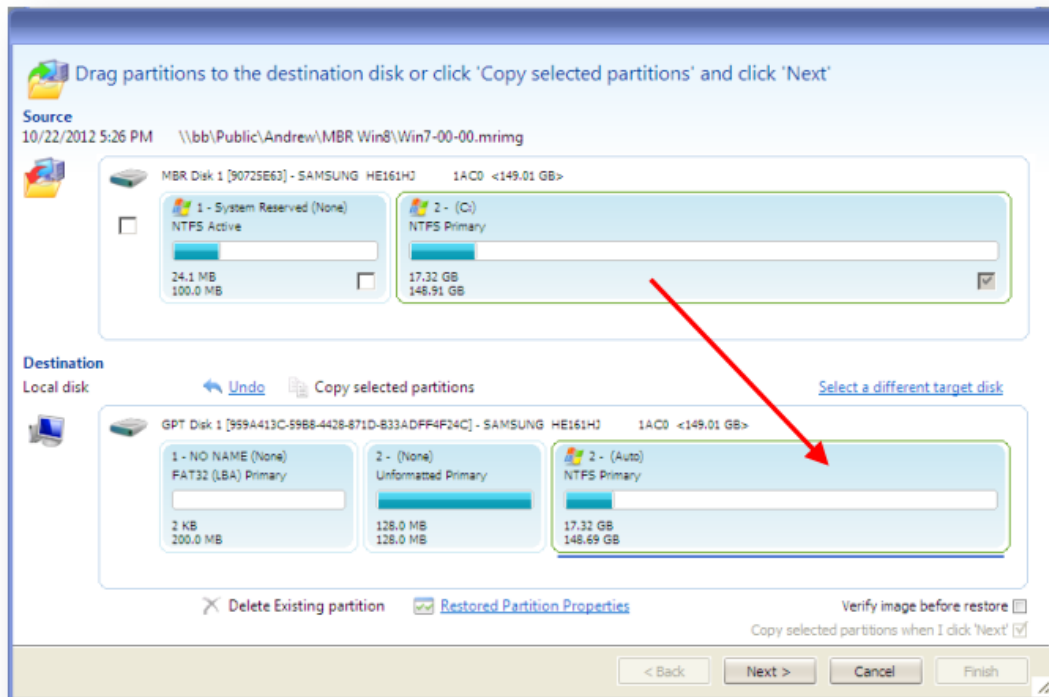 Drag partitions to the destination disk or click 'Copy selected partitions' and click 'Next'
Source
10/22/2012 5:26 PM \\bb\Public\Andrew\MBR Win8\Win7-00-00.mrimg
MBR Disk 1 [90725E63] - SAMSUNG HE161HJ 1AC0 <149.01 GB>
1 - System Reserved (None)
NTFS Active
24.1 MB
100.0 MB
2 - (C:)
NTFS Primary
17.32 GB
148.91 GB
Destination
Local disk Undo Copy selected partitions Select a different target disk
GPT Disk 1 [959A413C-59B8-4428-871D-B33ADFF4F24C] - SAMSUNG HE161HJ 1AC0 <149.01 GB>
1 - NO NAME (None)
FAT32 (LBA) Primary
2 KB
200.0 MB
2 - (None)
Unformatted Primary
128.0 MB
128.0 MB
2 - (Auto)
NTFS Primary
17.32 GB
148.69 GB
Delete Existing partition Restored Partition Properties Verify image before restore
Copy selected partitions when I click 'Next'
< Back Next > Cancel Finish